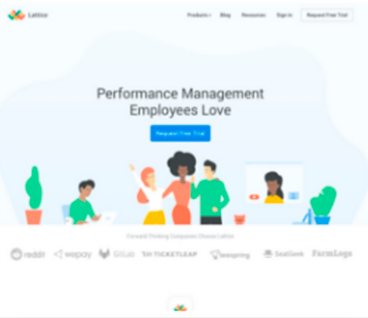 Lattice
Products Blog Resources Sign in Request Free Trial
Performance Management
Employees Love
Request Free Trial
Forward Thinking Companies Choose Lattice
reddit wepay GitLab TICKETLEAP teespring SeatGeek FarmLogs